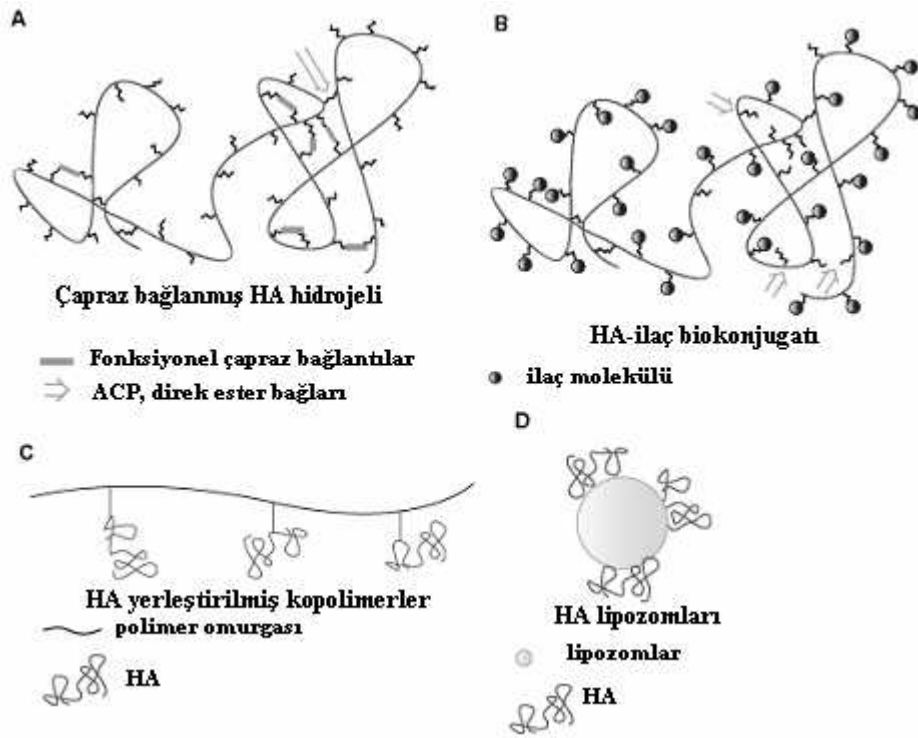 A
Çapraz bağlanmış HA hidrojeli
Fonksiyonel çapraz bağlantılar
ACP, direk ester bağları
B
HA-ilaç biokonjugatı
ilaç molekülü
C
HA yerleştirilmiş kopolimerler
polimer omurgası
HA
D
HA lipozomları
lipozomlar
HA